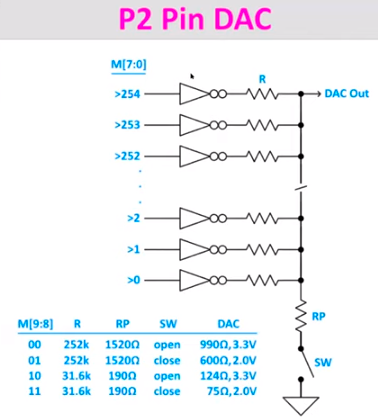 P2 Pin DAC
M[7:0]
R
>254
DAC Out
>253
>252
>2
>1
>0
RP
SW
M[9:8] R RP SW DAC
00 252k 1520Ω open 990Ω,3.3V
01 252k 1520Ω close 600Ω,2.0V
10 31.6k 190Ω open 124Ω,3.3V
11 31.6k 190Ω close 75Ω,2.0V